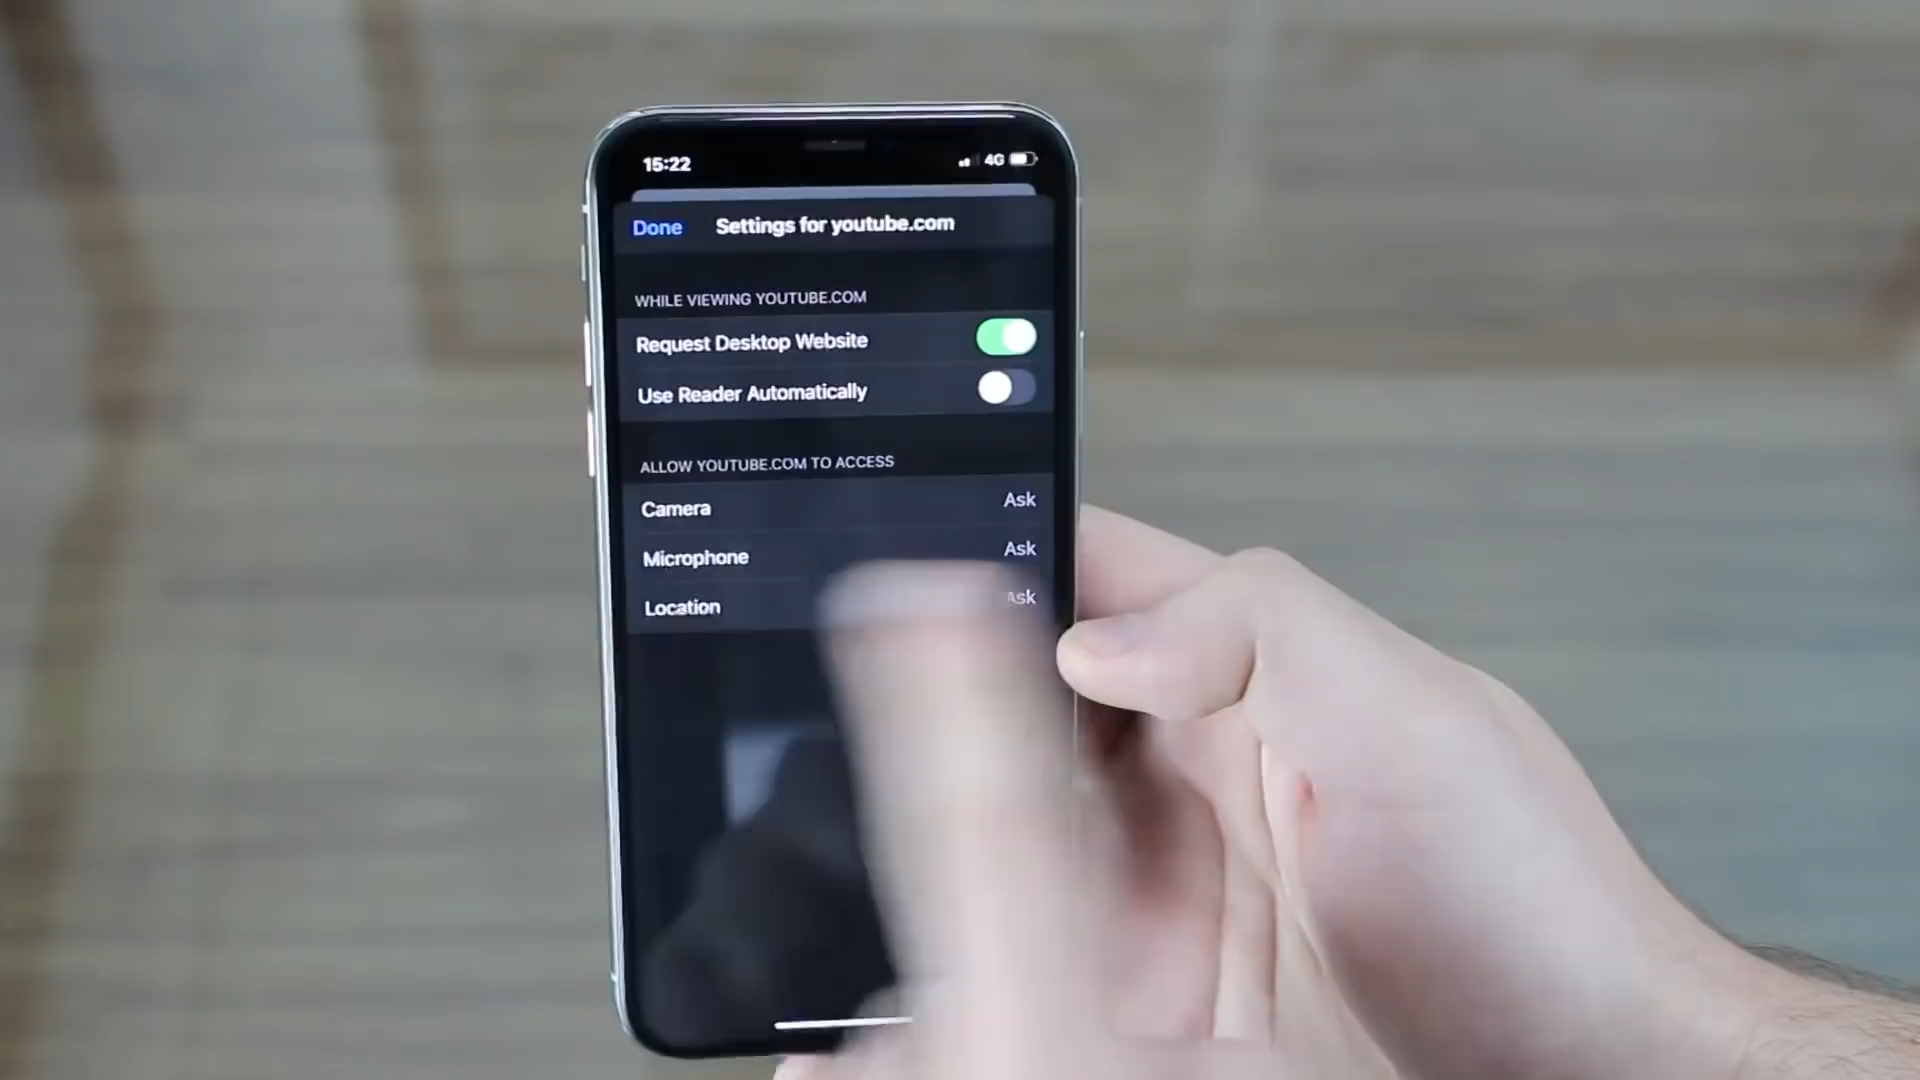 15:22
4G
Done
Settings for youtube.com
WHILE VIEWING YOUTUBE.COM
Request Desktop Website
Use Reader Automatically
ALLOW YOUTUBE.COM TO ACCESS
Camera Ask
Microphone Ask
Location Ask